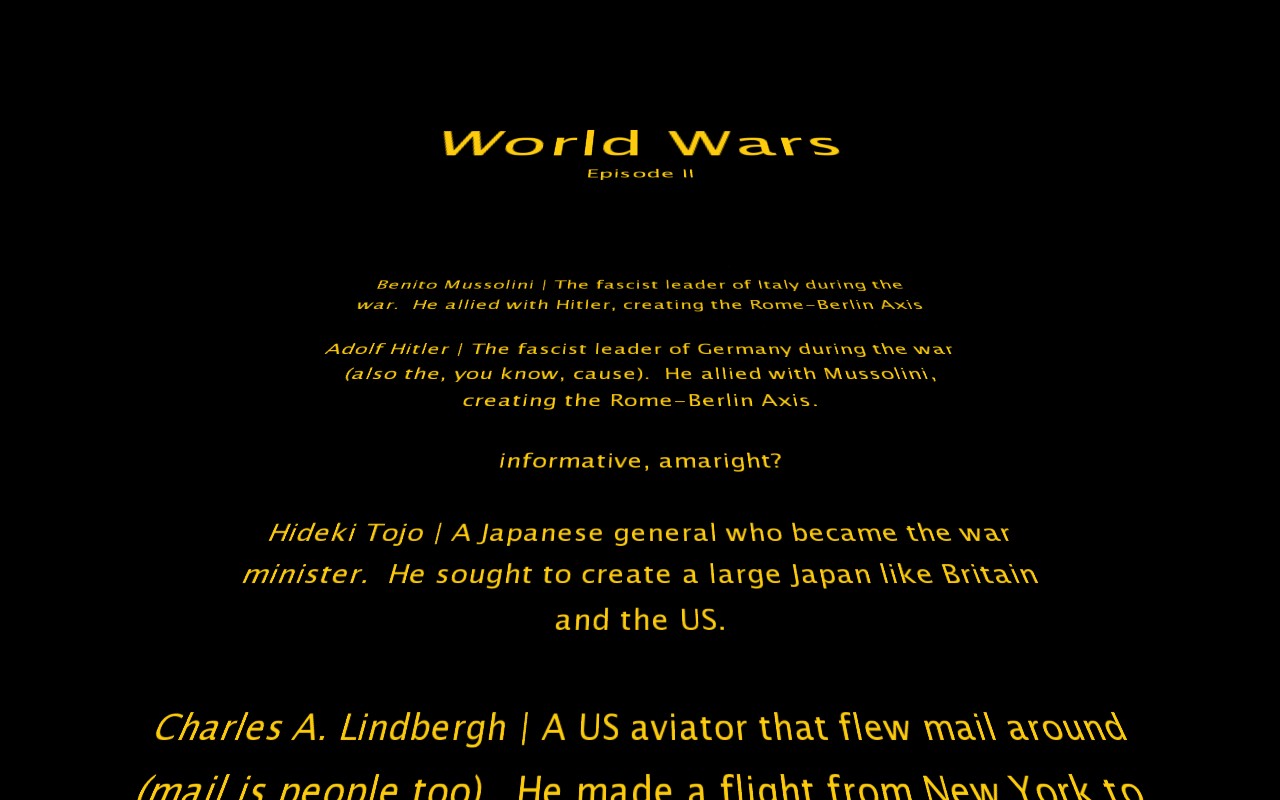 World Wars
Episode II
Benito Mussolini | The fascist leader of Italy during the
war.  He allied with Hitler, creating the Rome-Berlin Axis
Adolf Hitler | The fascist leader of Germany during the war
(also the, you know, cause).  He allied with Mussolini,
creating the Rome-Berlin Axis.
informative, amaright?
Hideki Tojo | A Japanese general who became the war
minister.  He sought to create a large Japan like Britain
and the US.
Charles A. Lindbergh | A US aviator that flew mail around
(mail is people too).  He made a flight from New York to